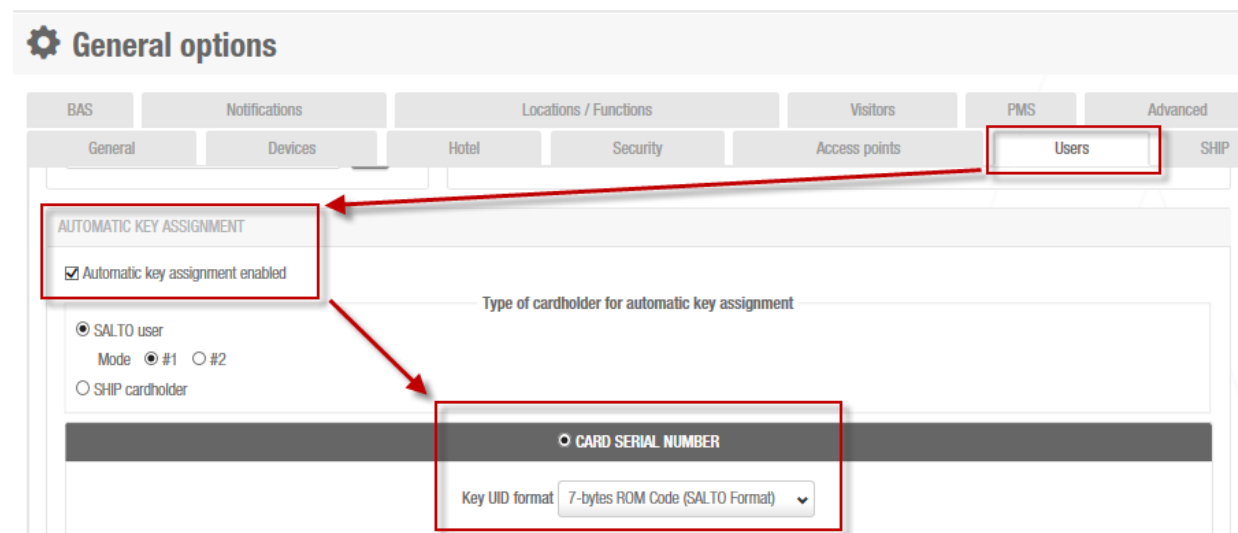 General options
BAS Notifications Locations / Functions Visitors PMS Advanced
General Devices Hotel Security Access points Users SHIP
AUTOMATIC KEY ASSIGNMENT
Automatic key assignment enabled
Type of cardholder for automatic key assignment
SALTO user
Mode #1 #2
SHIP cardholder
CARD SERIAL NUMBER
Key UID format 7-bytes ROM Code (SALTO Format)